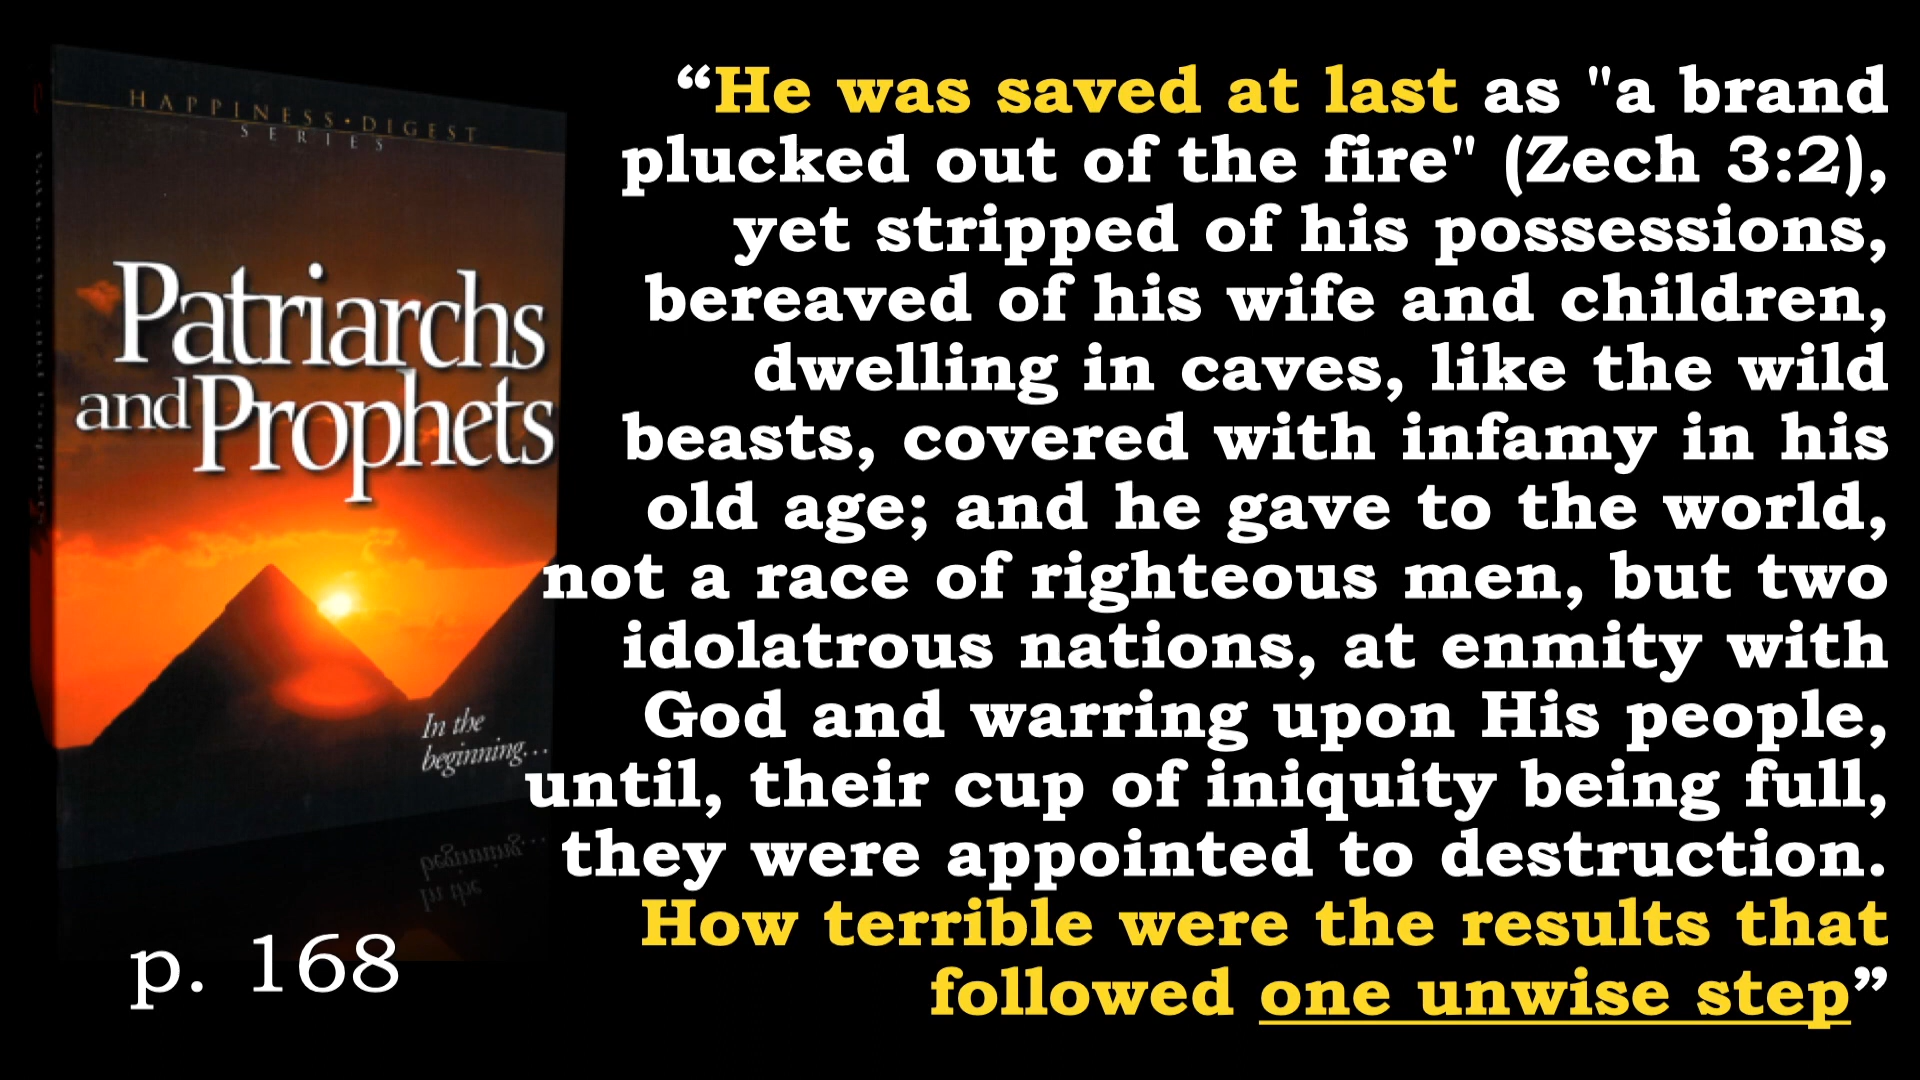 HAPPINESS•DIGEST
SERIES
Patriarchs
and Prophets
In the
beginning...
p. 168
“He was saved at last as "a brand
plucked out of the fire" (Zech 3:2),
yet stripped of his possessions,
bereaved of his wife and children,
dwelling in caves, like the wild
beasts, covered with infamy in his
old age; and he gave to the world,
not a race of righteous men, but two
idolatrous nations, at enmity with
God and warring upon His people,
until, their cup of iniquity being full,
they were appointed to destruction.
How terrible were the results that
followed one unwise step”